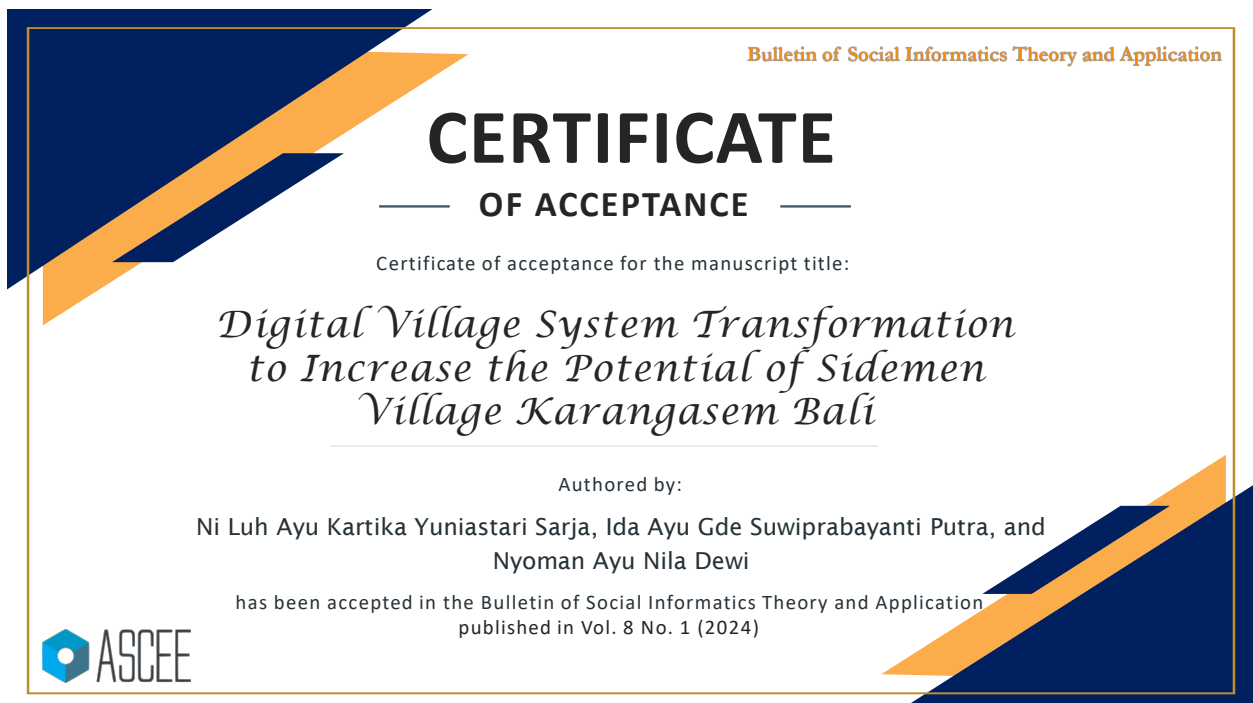 Bulletin of Social Informatics Theory and Application
CERTIFICATE
OF ACCEPTANCE
Certificate of acceptance for the manuscript title:
Digital Village System Transformation
to Increase the Potential of Sidemen
Village Karangasem Bali
Authored by:
Ni Luh Ayu Kartika Yuniastari Sarja, Ida Ayu Gde Suwiprabayanti Putra, and
Nyoman Ayu Nila Dewi
has been accepted in the Bulletin of Social Informatics Theory and Application
published in Vol. 8 No. 1 (2024)
ASCEE